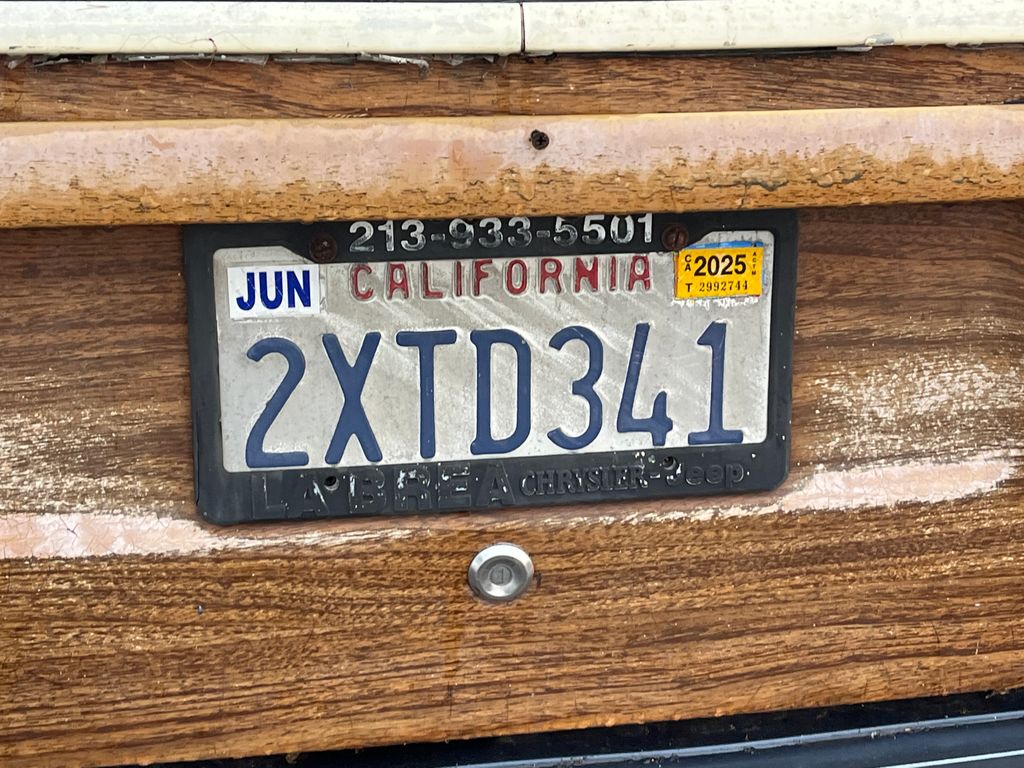 213-933-5501
JUN
CALIFORNIA
CA 2025
T 2992744
2XTD341
LA BREA CHRYSLER-Jeep